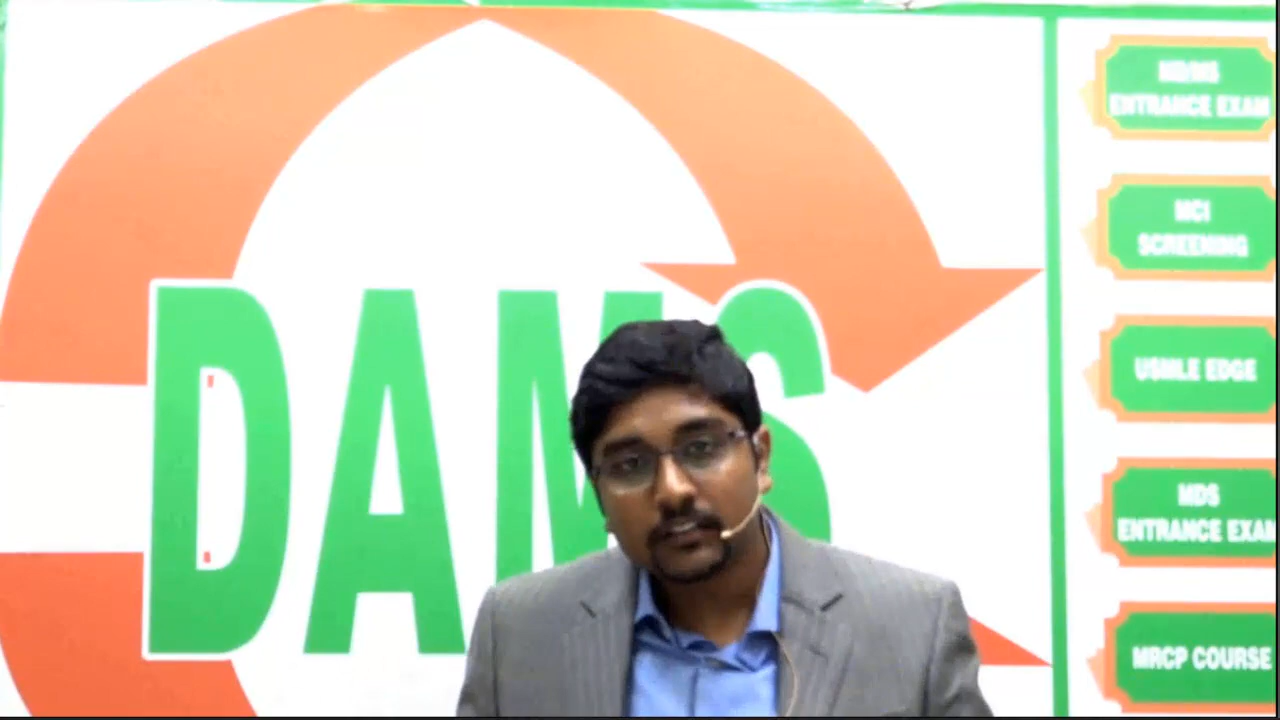 DAMS
MD/MS
ENTRANCE EXAM
MCI
SCREENING
USMLE EDGE
MDS
ENTRANCE EXAM
MRCP COURSE